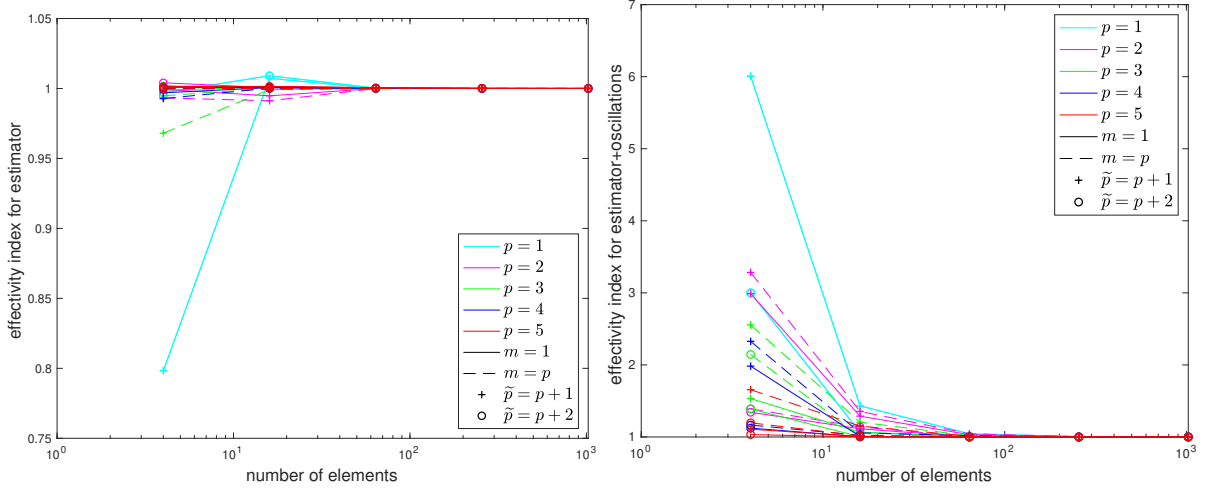 1.05
1
0.95
0.9
0.85
0.8
0.75
10^0
10^1
10^2
10^3
effectivity index for estimator
number of elements
p = 1
p = 2
p = 3
p = 4
p = 5
m = 1
m = p
p̃ = p + 1
p̃ = p + 2
7
6
5
4
3
2
1
10^0
10^1
10^2
10^3
effectivity index for estimator+oscillations
number of elements
p = 1
p = 2
p = 3
p = 4
p = 5
m = 1
m = p
p̃ = p + 1
p̃ = p + 2